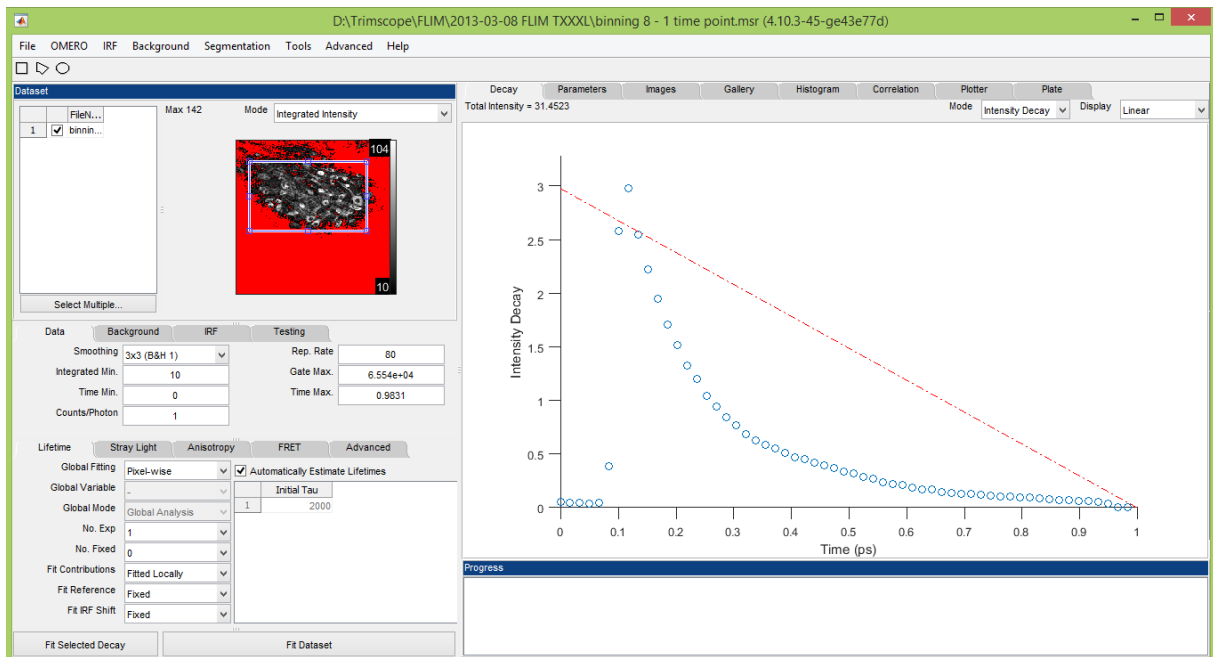 D:\Trimscope\FLIM\2013-03-08 FLIM TXXXL\binning 8 - 1 time point.msr (4.10.3-45-ge43e77d)
File OMERO IRF Background Segmentation Tools Advanced Help
Dataset
FileN...
1 binnin...
Select Multiple...
Max 142
Mode Integrated Intensity
104
10
Data Background IRF Testing
Smoothing 3x3 (B&H 1) Rep. Rate 80
Integrated Min. 10 Gate Max. 6.554e+04
Time Min. 0 Time Max. 0.9831
Counts/Photon 1
Lifetime Stray Light Anisotropy FRET Advanced
Global Fitting Pixel-wise Automatically Estimate Lifetimes
Global Variable - Initial Tau
Global Mode Global Analysis 1 2000
No. Exp 1
No. Fixed 0
Fit Contributions Fitted Locally
Fit Reference Fixed
Fit IRF Shift Fixed
Fit Selected Decay Fit Dataset
Decay Parameters Images Gallery Histogram Correlation Plotter Plate
Total Intensity = 31.4523 Mode Intensity Decay Display Linear
3
2.5
2
1.5
1
0.5
0
Intensity Decay
0 0.1 0.2 0.3 0.4 0.5 0.6 0.7 0.8 0.9 1
Time (ps)
Progress